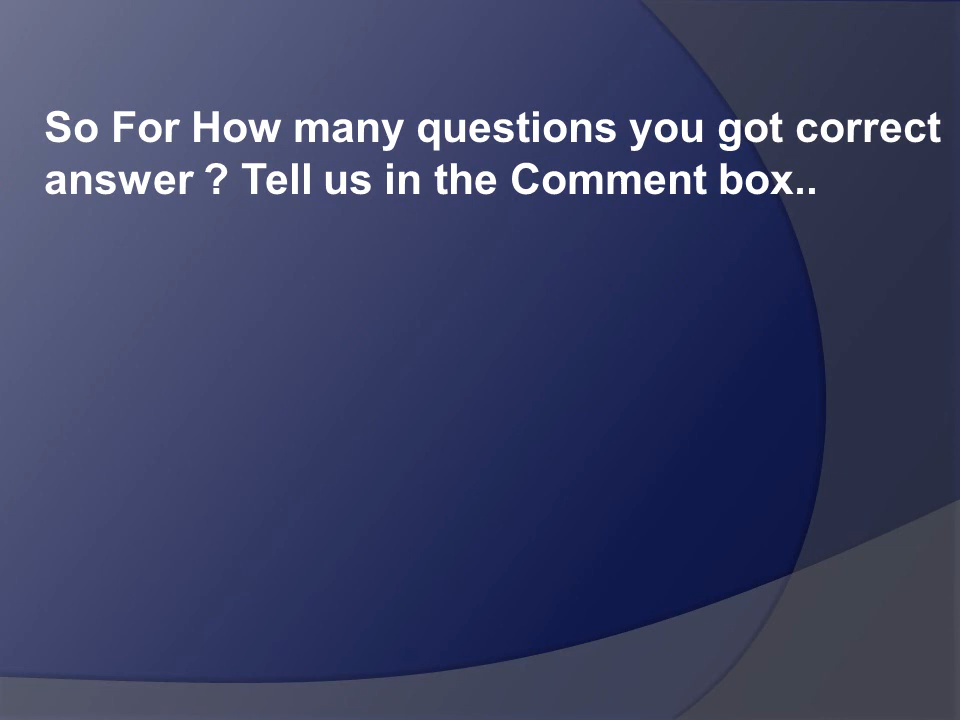 So For How many questions you got correct
answer ? Tell us in the Comment box..